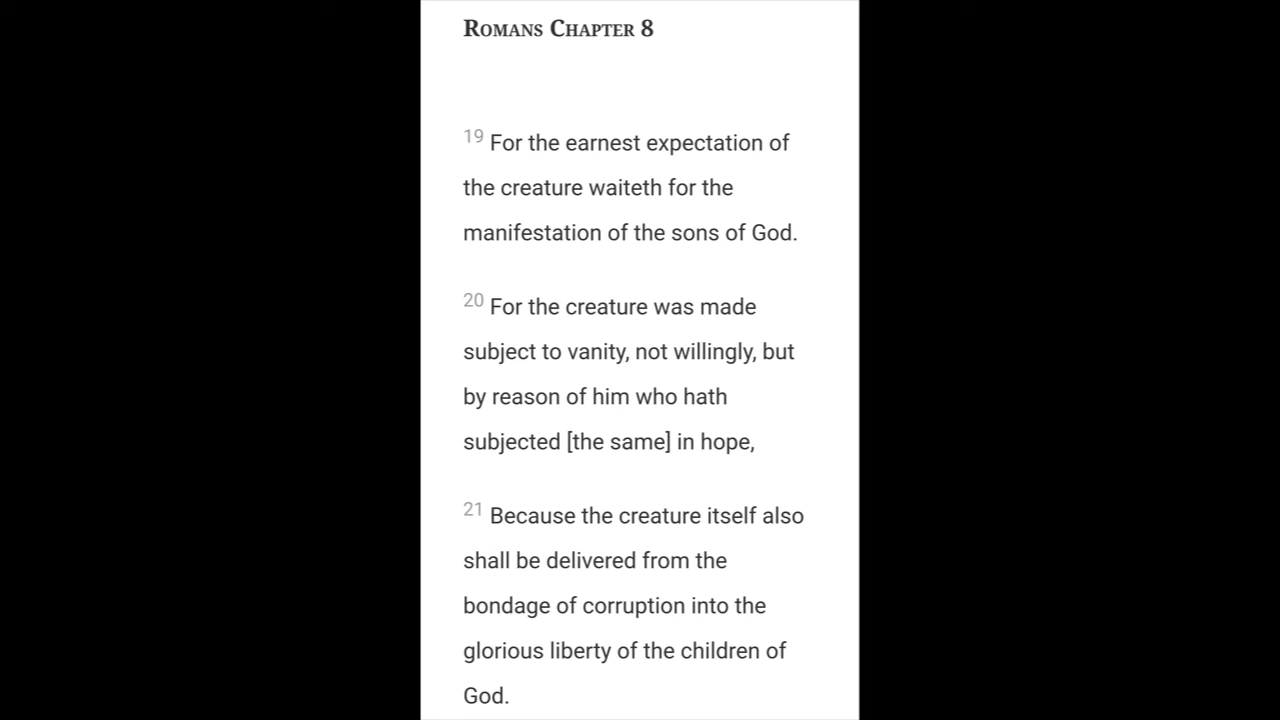 Romans Chapter 8
19 For the earnest expectation of
the creature waiteth for the
manifestation of the sons of God.
20 For the creature was made
subject to vanity, not willingly, but
by reason of him who hath
subjected [the same] in hope,
21 Because the creature itself also
shall be delivered from the
bondage of corruption into the
glorious liberty of the children of
God.